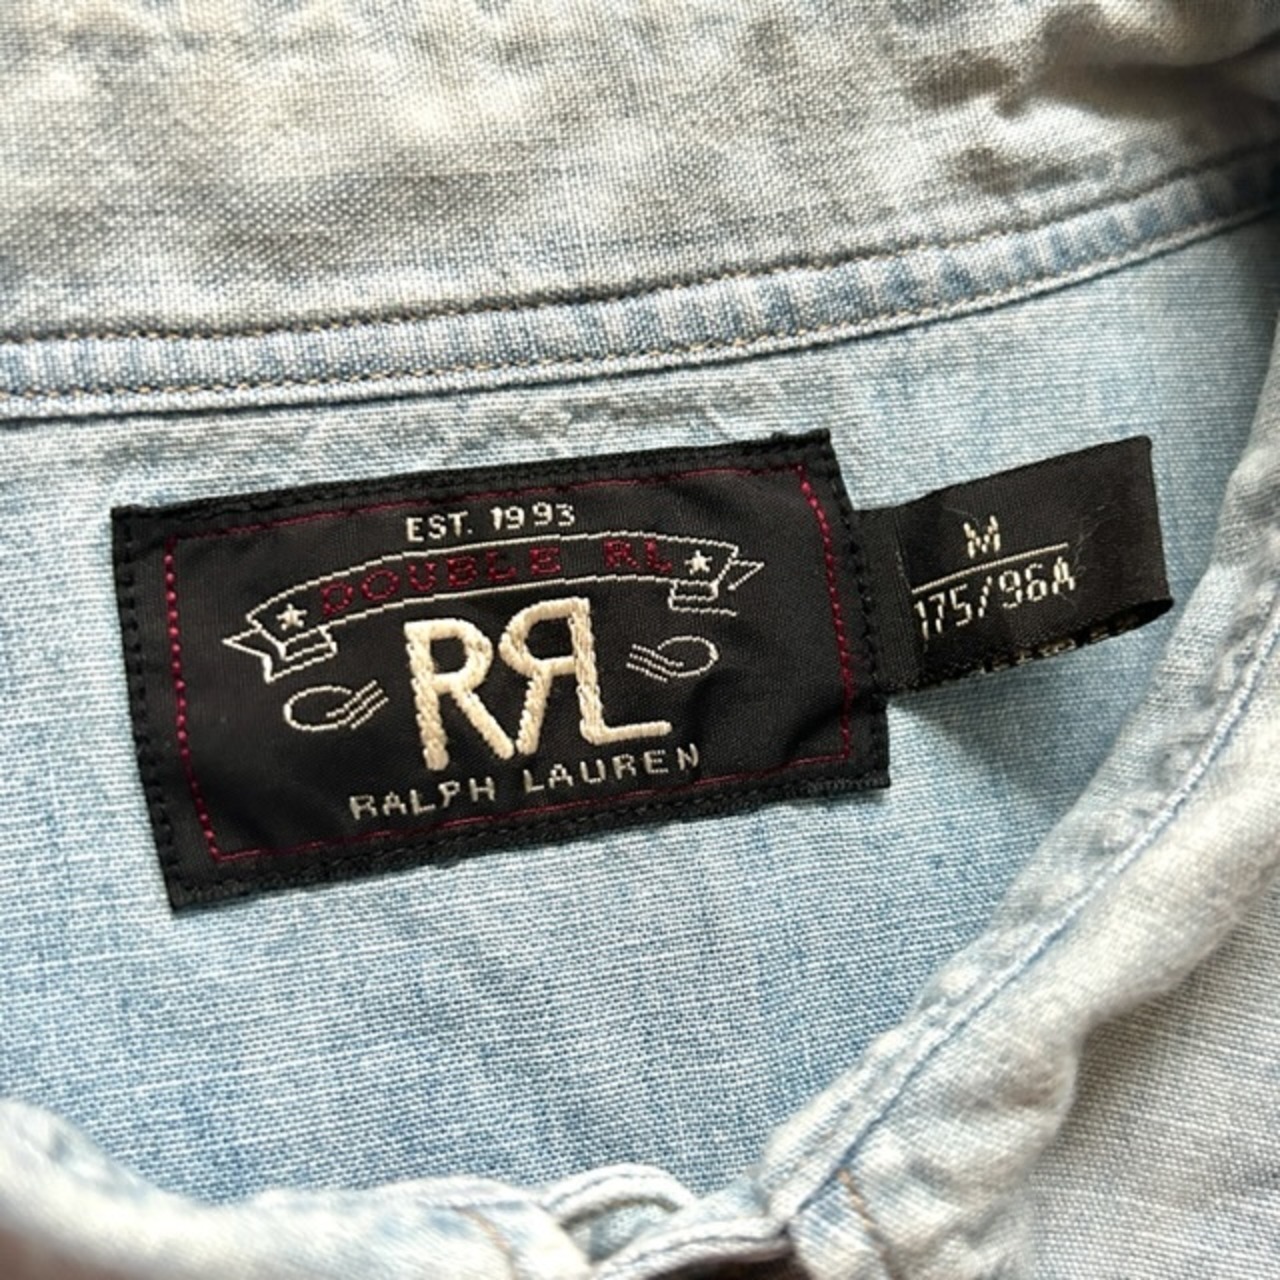 EST. 1993
DOUBLE RL
RRL
RALPH LAUREN
M
175/96A